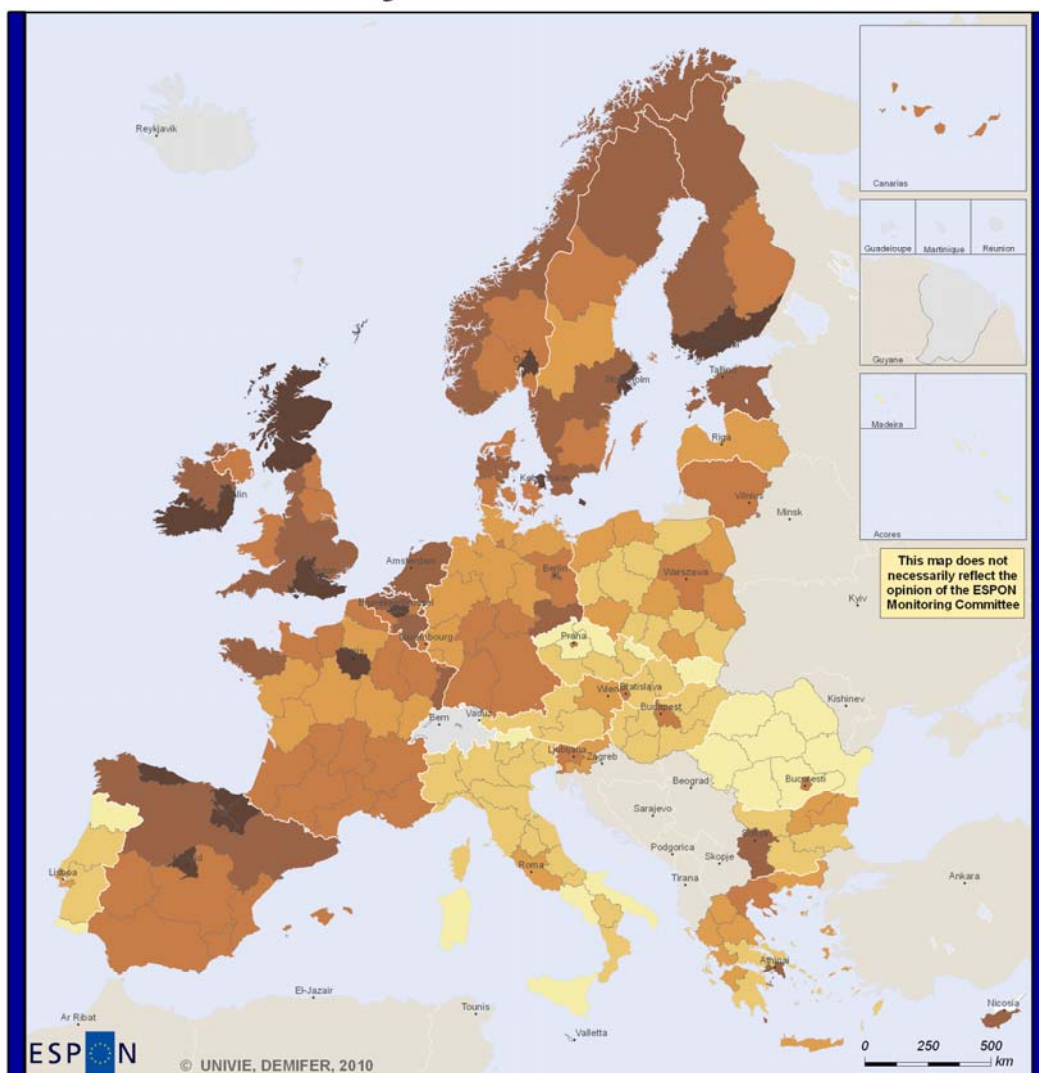 Reykjavik
Canarias
Guadeloupe
Martinique
Réunion
Guyane
Madeira
Acores
This map does not
necessarily reflect the
opinion of the ESPON
Monitoring Committee
Riga
Vilnius
Minsk
Amsterdam
Berlin
Warszawa
Kyiv
Praha
Wien
Bratislava
Budapest
Kishinev
Bern
Vaduz
Ljubljana
Zagreb
Beograd
Bucuresti
Sarajevo
Podgorica
Skopje
Tirana
Roma
Lisboa
Ankara
Athinai
El-Jazair
Tounis
Ar Ribat
Valletta
Nicosia
0 250 500
km
ESPON
© UNIVIE, DEMIFER, 2010